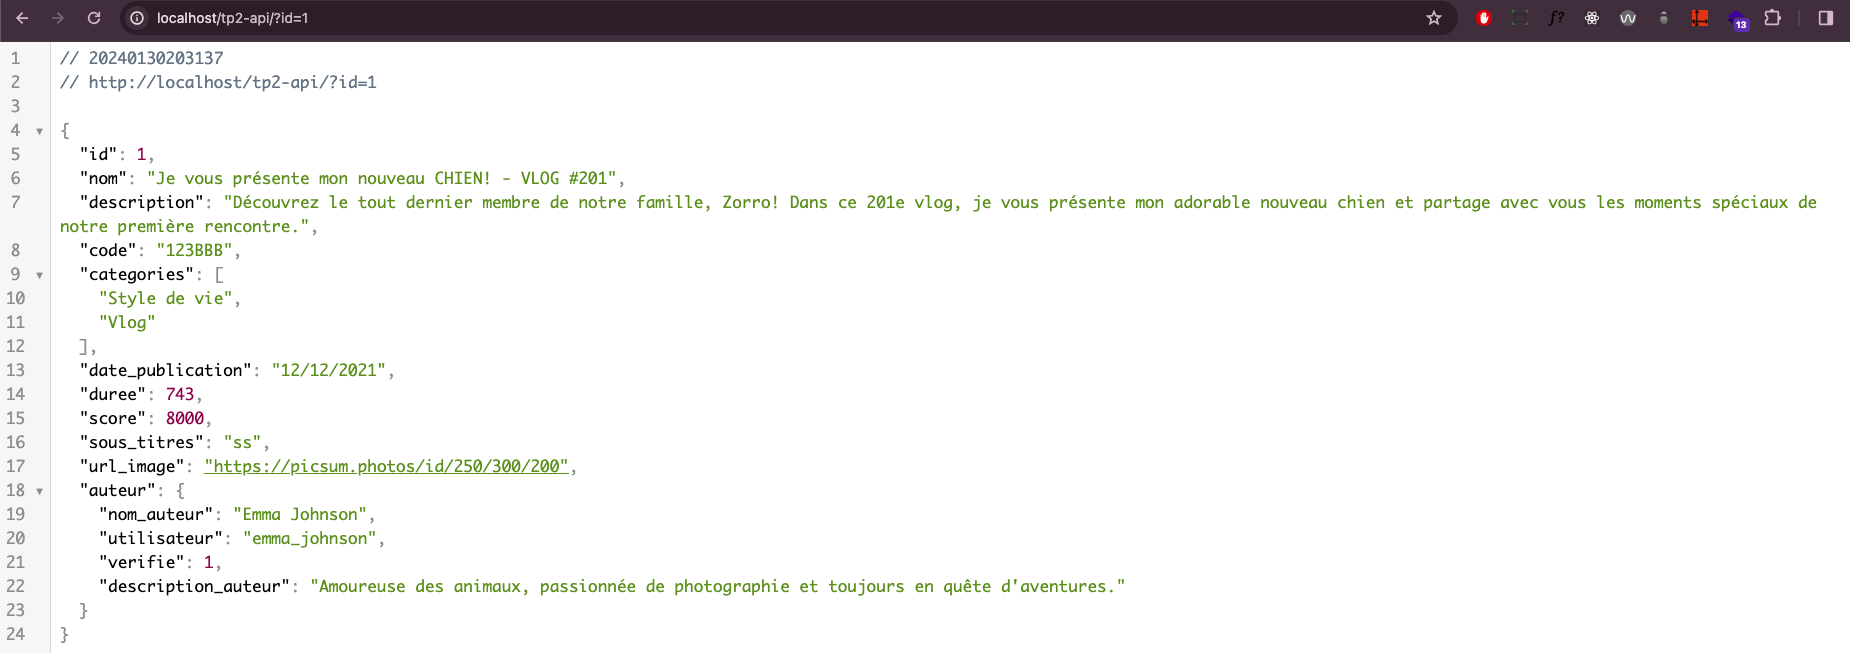 localhost/tp2-api/?id=1
f?
13
1 // 20240130203137
2 // http://localhost/tp2-api/?id=1
3
4 {
5 "id": 1,
6 "nom": "Je vous présente mon nouveau CHIEN! - VLOG #201",
7 "description": "Découvrez le tout dernier membre de notre famille, Zorro! Dans ce 201e vlog, je vous présente mon adorable nouveau chien et partage avec vous les moments spéciaux de
notre première rencontre.",
8 "code": "123BBB",
9 "categories": [
10 "Style de vie",
11 "Vlog"
12 ],
13 "date_publication": "12/12/2021",
14 "duree": 743,
15 "score": 8000,
16 "sous_titres": "ss",
17 "url_image": "https://picsum.photos/id/250/300/200",
18 "auteur": {
19 "nom_auteur": "Emma Johnson",
20 "utilisateur": "emma_johnson",
21 "verifie": 1,
22 "description_auteur": "Amoureuse des animaux, passionnée de photographie et toujours en quête d'aventures."
23 }
24 }